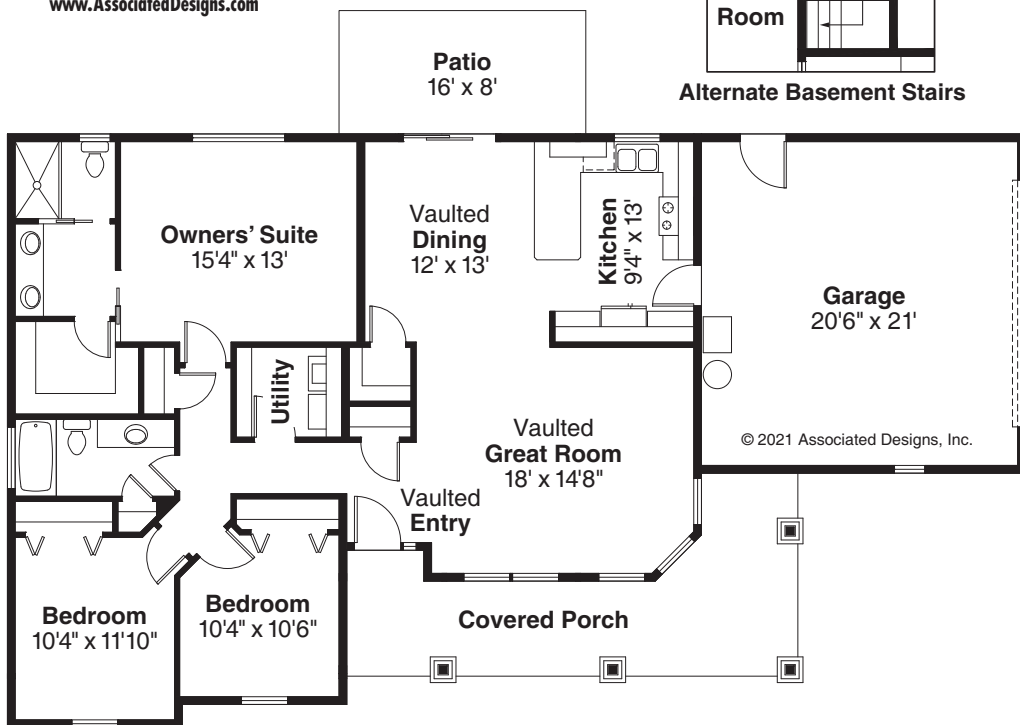 www.AssociatedDesigns.com
Room
Alternate Basement Stairs
Patio
16' x 8'
Owners' Suite
15'4" x 13'
Vaulted
Dining
12' x 13'
Kitchen
9'4" x 13'
Garage
20'6" x 21'
© 2021 Associated Designs, Inc.
Utility
Vaulted
Great Room
18' x 14'8"
Vaulted
Entry
Bedroom
10'4" x 11'10"
Bedroom
10'4" x 10'6"
Covered Porch